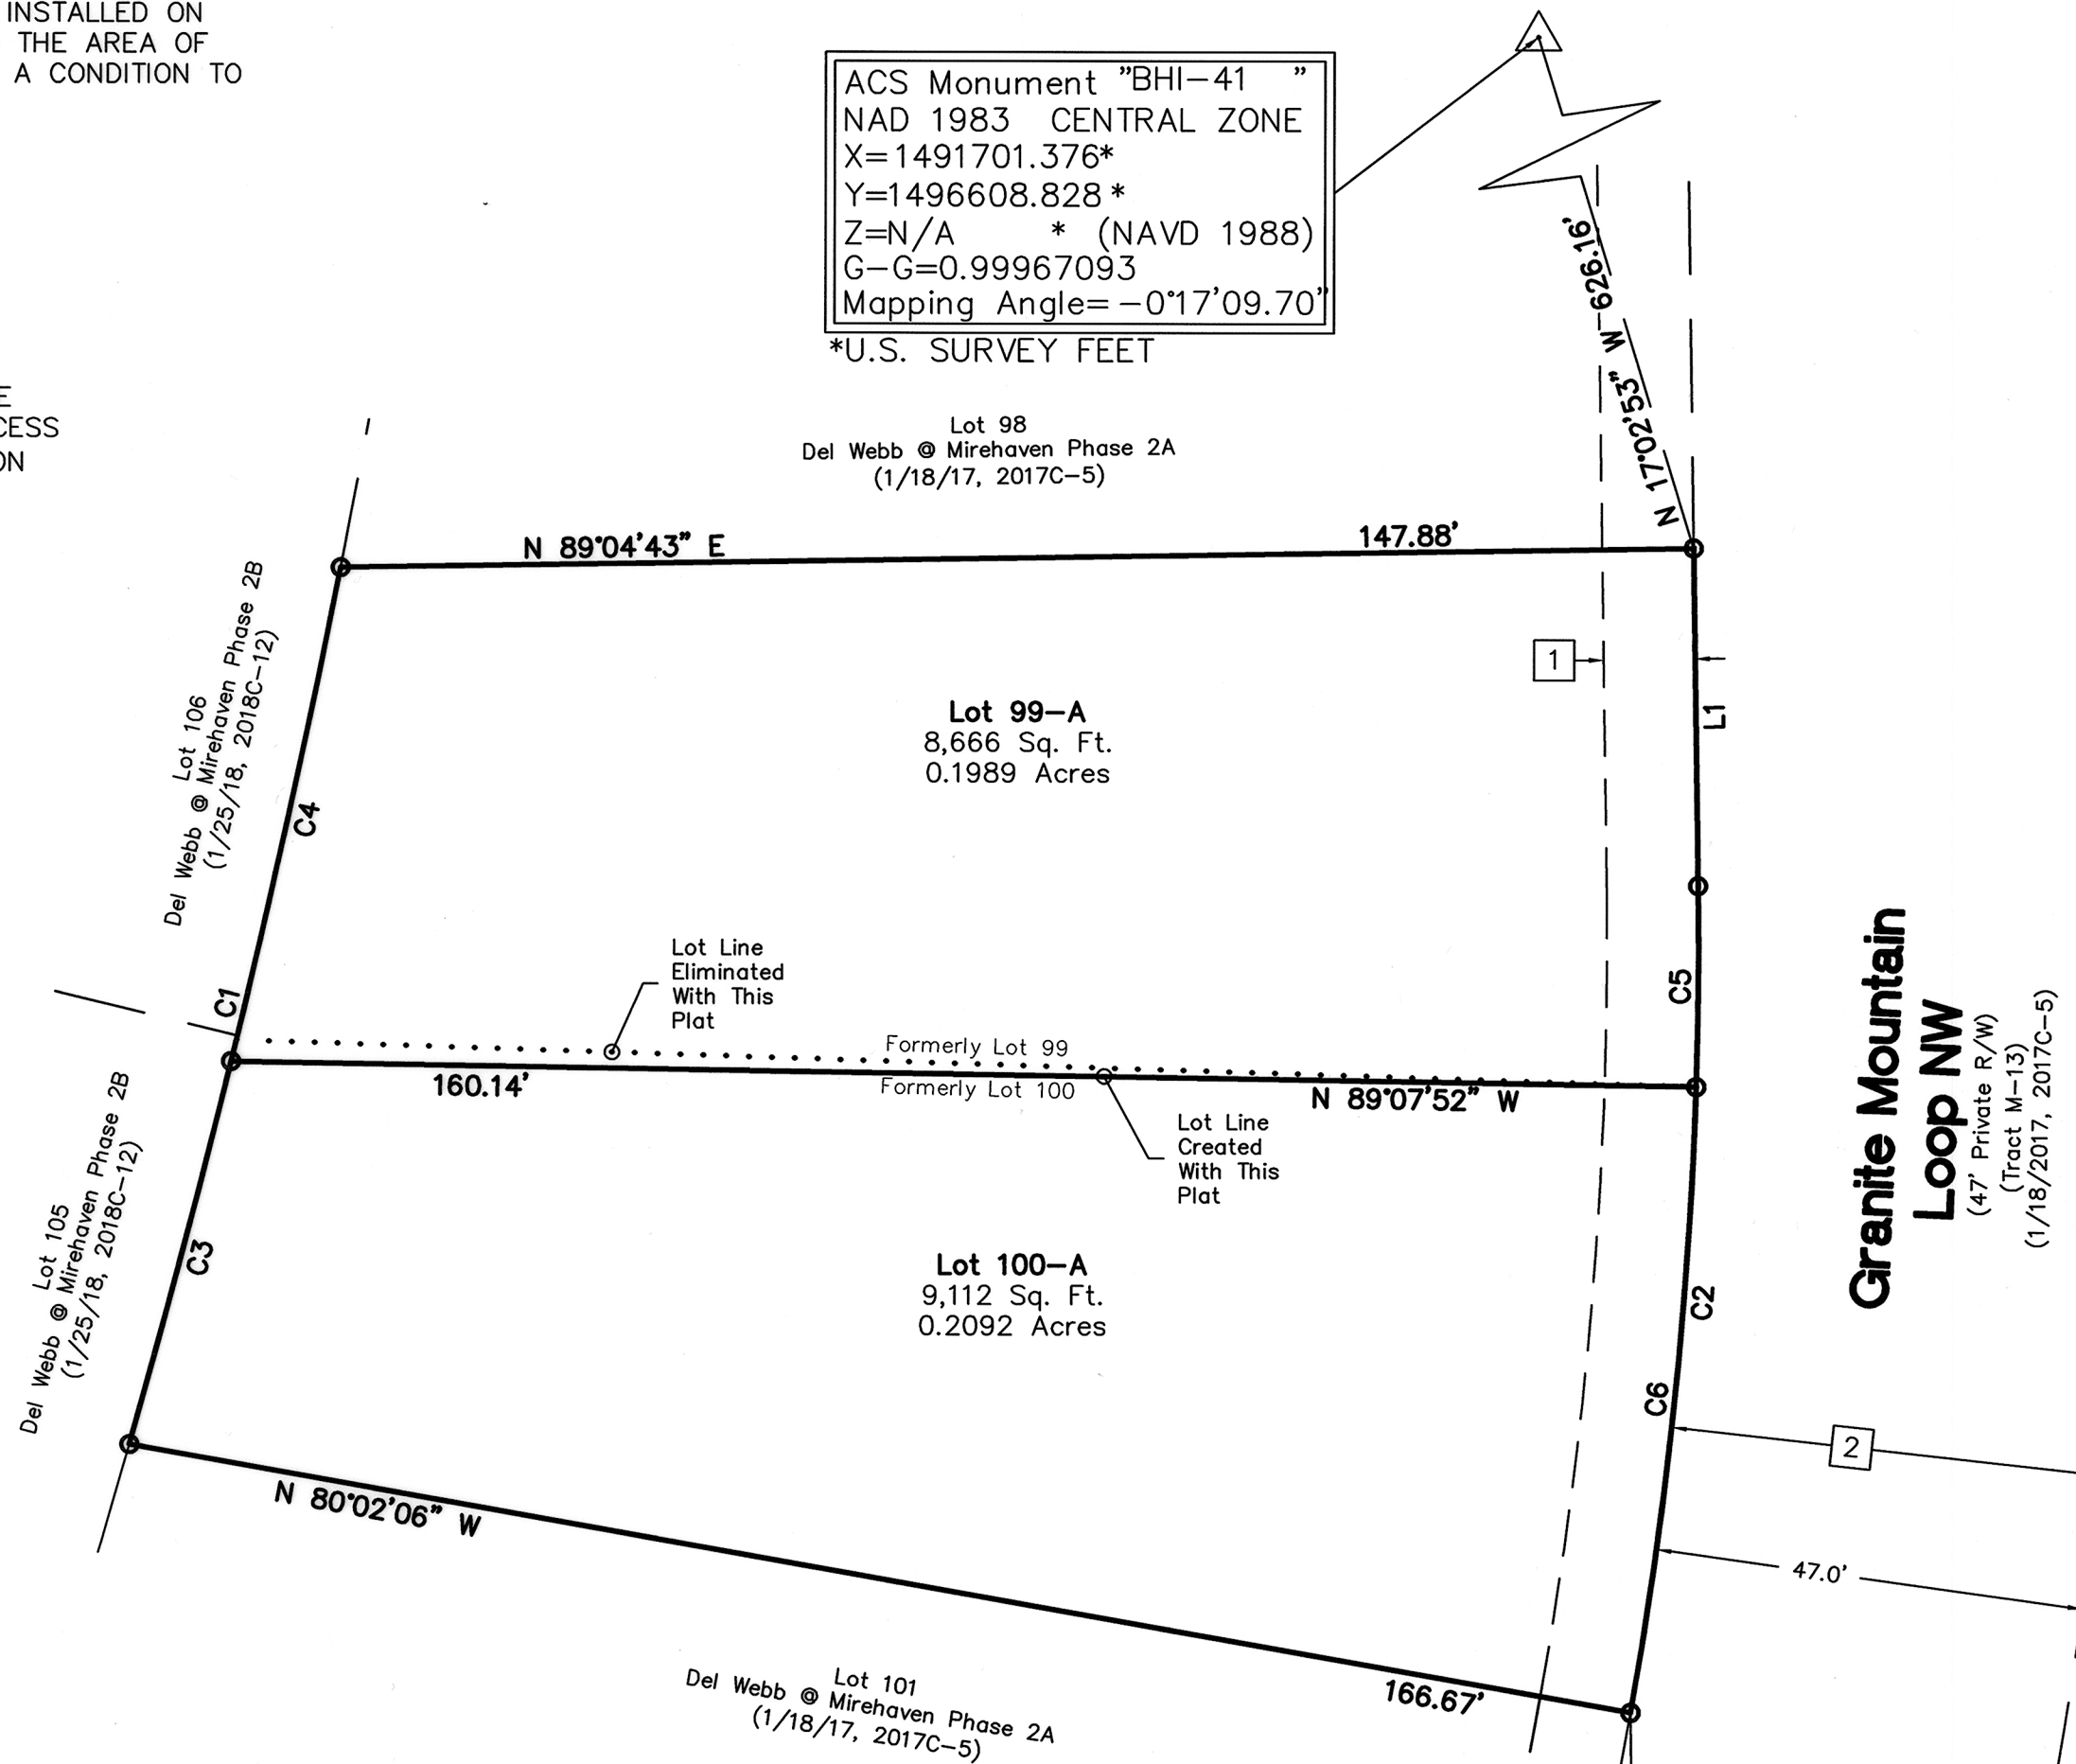 INSTALLED ON
THE AREA OF
A CONDITION TO
E
CESS
ON
ACS Monument "BHI-41 "
NAD 1983 CENTRAL ZONE
X=1491701.376*
Y=1496608.828*
Z=N/A * (NAVD 1988)
G-G=0.99967093
Mapping Angle=-0°17'09.70"
*U.S. SURVEY FEET
N 17°02'53" W 626.16'
Lot 98
Del Webb @ Mirehaven Phase 2A
(1/18/17, 2017C-5)
N 89°04'43" E
147.88'
Lot 106
Del Webb @ Mirehaven Phase 2B
(1/25/18, 2018C-12)
C4
1
L1
Lot 99-A
8,666 Sq. Ft.
0.1989 Acres
C1
Lot Line
Eliminated
With This
Plat
C5
Formerly Lot 99
160.14'
Formerly Lot 100
N 89°07'52" W
Lot Line
Created
With This
Plat
Granite Mountain
Loop NW
(47' Private R/W)
(Tract M-13)
(1/18/2017, 2017C-5)
Lot 105
Del Webb @ Mirehaven Phase 2B
(1/25/18, 2018C-12)
C3
Lot 100-A
9,112 Sq. Ft.
0.2092 Acres
C2
C6
2
N 80°02'06" W
47.0'
166.67'
Lot 101
Del Webb @ Mirehaven Phase 2A
(1/18/17, 2017C-5)